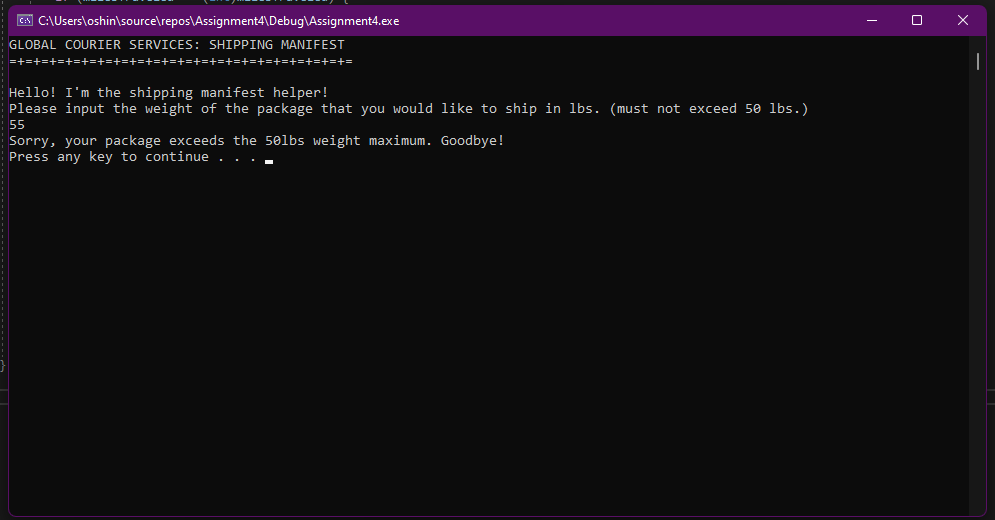 C:\Users\oshin\source\repos\Assignment4\Debug\Assignment4.exe
GLOBAL COURIER SERVICES: SHIPPING MANIFEST
=+=+=+=+=+=+=+=+=+=+=+=+=+=+=+=+=+=+=+=+=+=
Hello! I'm the shipping manifest helper!
Please input the weight of the package that you would like to ship in lbs. (must not exceed 50 lbs.)
55
Sorry, your package exceeds the 50lbs weight maximum. Goodbye!
Press any key to continue . . .
}